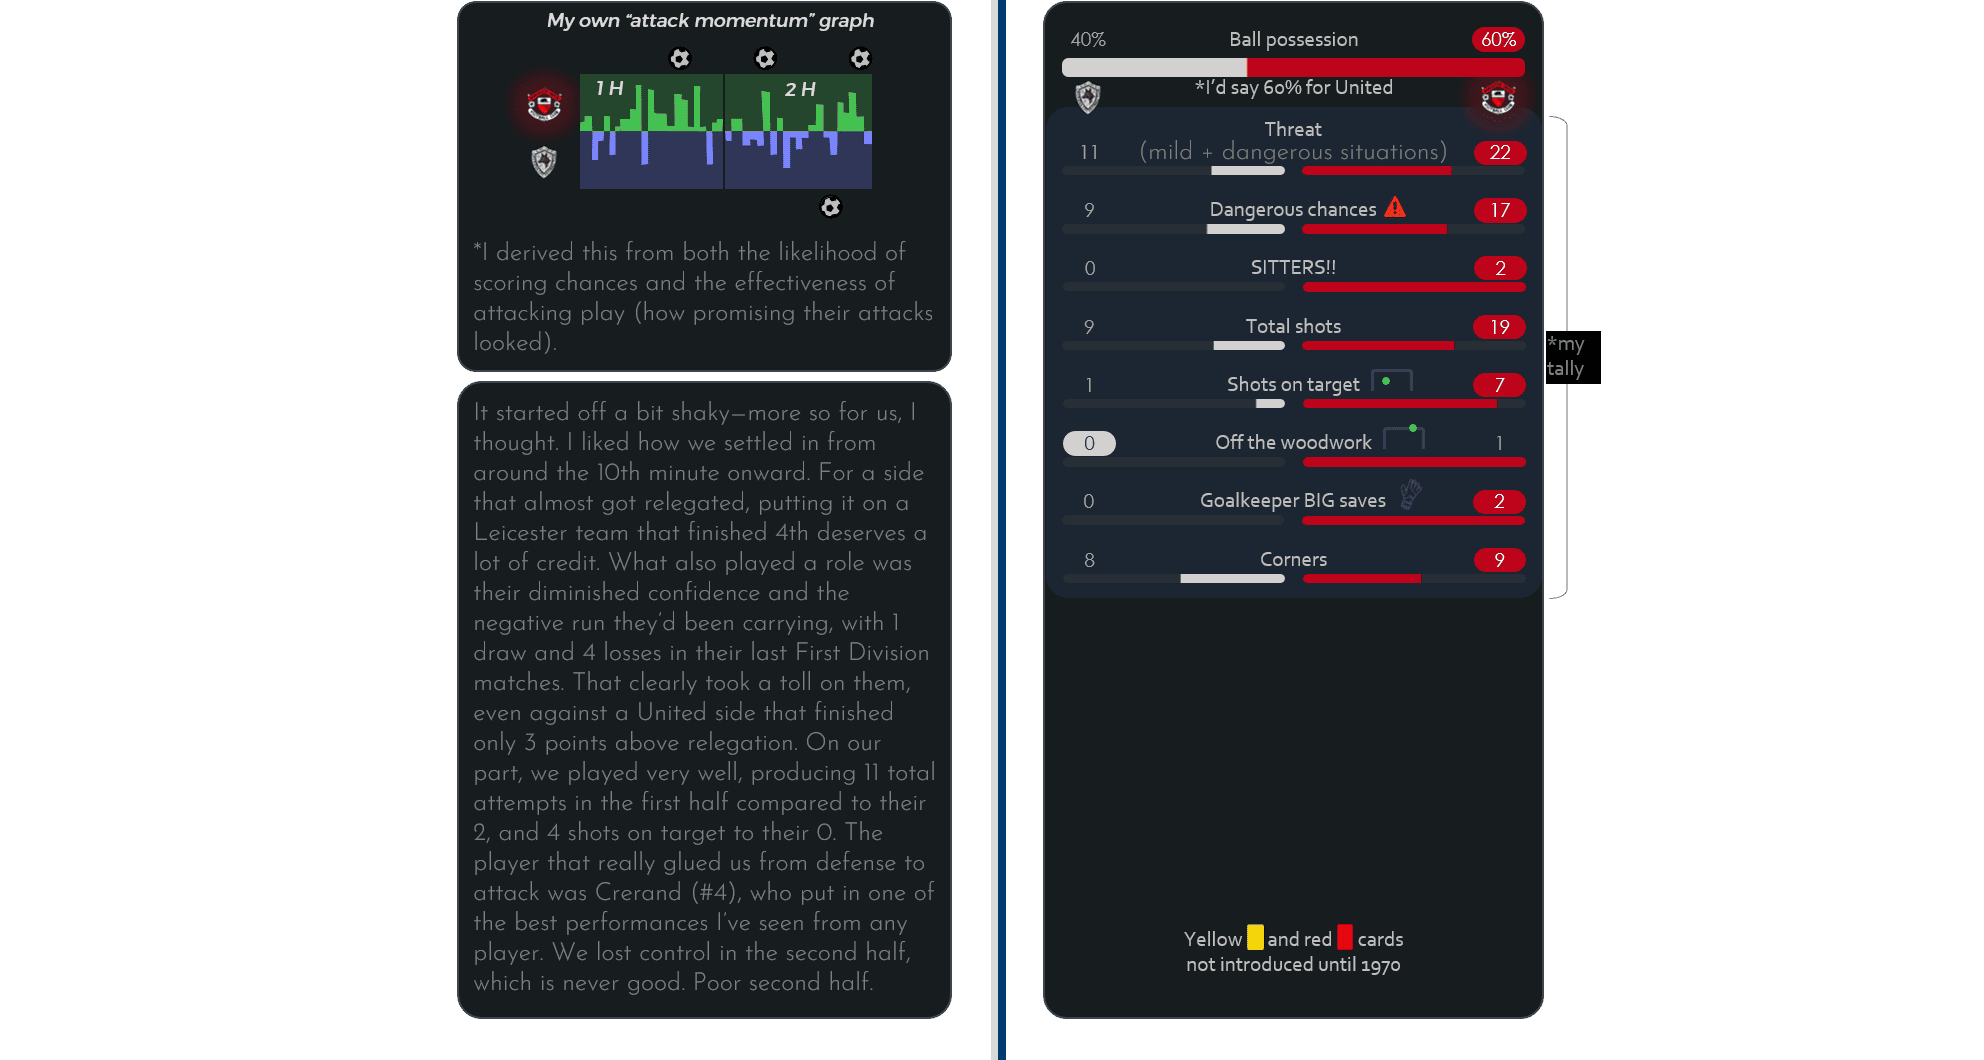 My own “attack momentum” graph
1 H
2 H
*I derived this from both the likelihood of
scoring chances and the effectiveness of
attacking play (how promising their attacks
looked).
It started off a bit shaky—more so for us, I
thought. I liked how we settled in from
around the 10th minute onward. For a side
that almost got relegated, putting it on a
Leicester team that finished 4th deserves a
lot of credit. What also played a role was
their diminished confidence and the
negative run they’d been carrying, with 1
draw and 4 losses in their last First Division
matches. That clearly took a toll on them,
even against a United side that finished
only 3 points above relegation. On our
part, we played very well, producing 11 total
attempts in the first half compared to their
2, and 4 shots on target to their 0. The
player that really glued us from defense to
attack was Crerand (#4), who put in one of
the best performances I’ve seen from any
player. We lost control in the second half,
which is never good. Poor second half.
40% Ball possession 60%
*I’d say 60% for United
Threat
11 (mild + dangerous situations) 22
9 Dangerous chances 17
0 SITTERS!! 2
9 Total shots 19
1 Shots on target 7
0 Off the woodwork 1
0 Goalkeeper BIG saves 2
8 Corners 9
*my
tally
Yellow and red cards
not introduced until 1970